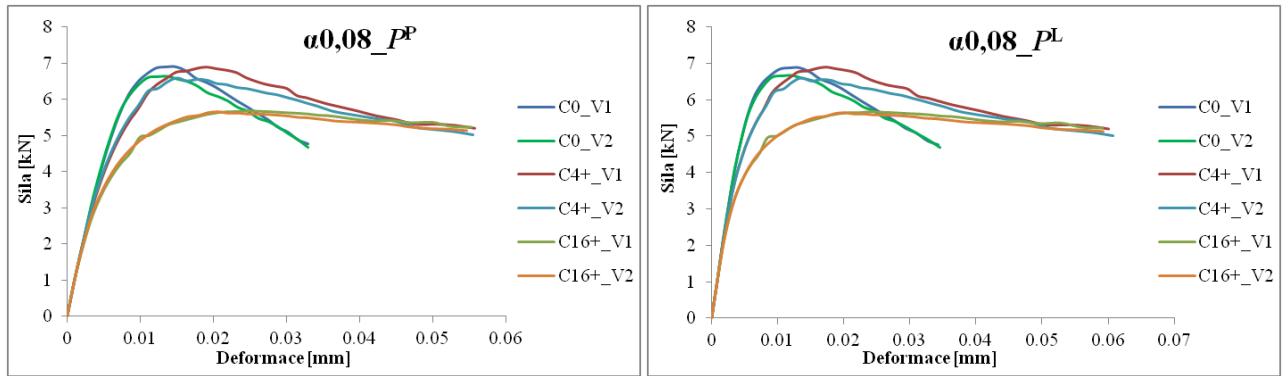 α0,08_PP
Síla [kN]
8
7
6
5
4
3
2
1
0
0
0.01
0.02
0.03
0.04
0.05
0.06
Deformace [mm]
C0_V1
C0_V2
C4+_V1
C4+_V2
C16+_V1
C16+_V2
α0,08_PL
Síla [kN]
8
7
6
5
4
3
2
1
0
0
0.01
0.02
0.03
0.04
0.05
0.06
0.07
Deformace [mm]
C0_V1
C0_V2
C4+_V1
C4+_V2
C16+_V1
C16+_V2